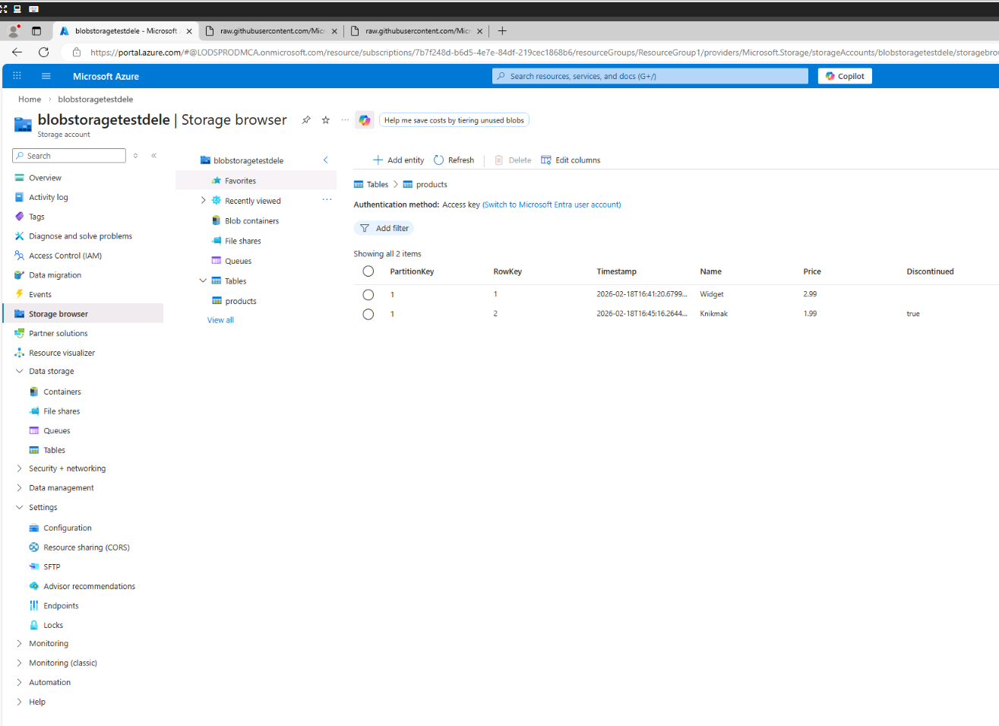 blobstoragetestdele - Microsoft
raw.githubusercontent.com/Micr
raw.githubusercontent.com/Micr
https://portal.azure.com/#@LODSPRODMCA.onmicrosoft.com/resource/subscriptions/7b7f248d-b6d5-4e7e-84df-219cec1868b6/resourceGroups/ResourceGroup1/providers/Microsoft.Storage/storageAccounts/blobstoragetestdele/storagebrow
Microsoft Azure
Search resources, services, and docs (G+/)
Copilot
Home > blobstoragetestdele
blobstoragetestdele | Storage browser
Storage account
Help me save costs by tiering unused blobs
Search
Overview
Activity log
Tags
Diagnose and solve problems
Access Control (IAM)
Data migration
Events
Storage browser
Partner solutions
Resource visualizer
Data storage
Containers
File shares
Queues
Tables
Security + networking
Data management
Settings
Configuration
Resource sharing (CORS)
SFTP
Advisor recommendations
Endpoints
Locks
Monitoring
Monitoring (classic)
Automation
Help
blobstoragetestdele
Favorites
Recently viewed
Blob containers
File shares
Queues
Tables
products
View all
Add entity Refresh Delete Edit columns
Tables > products
Authentication method: Access key (Switch to Microsoft Entra user account)
Add filter
Showing all 2 items
PartitionKey RowKey Timestamp Name Price Discontinued
1 1 2026-02-18T16:41:20.6799... Widget 2.99
1 2 2026-02-18T16:45:16.2644... Knikmak 1.99 true